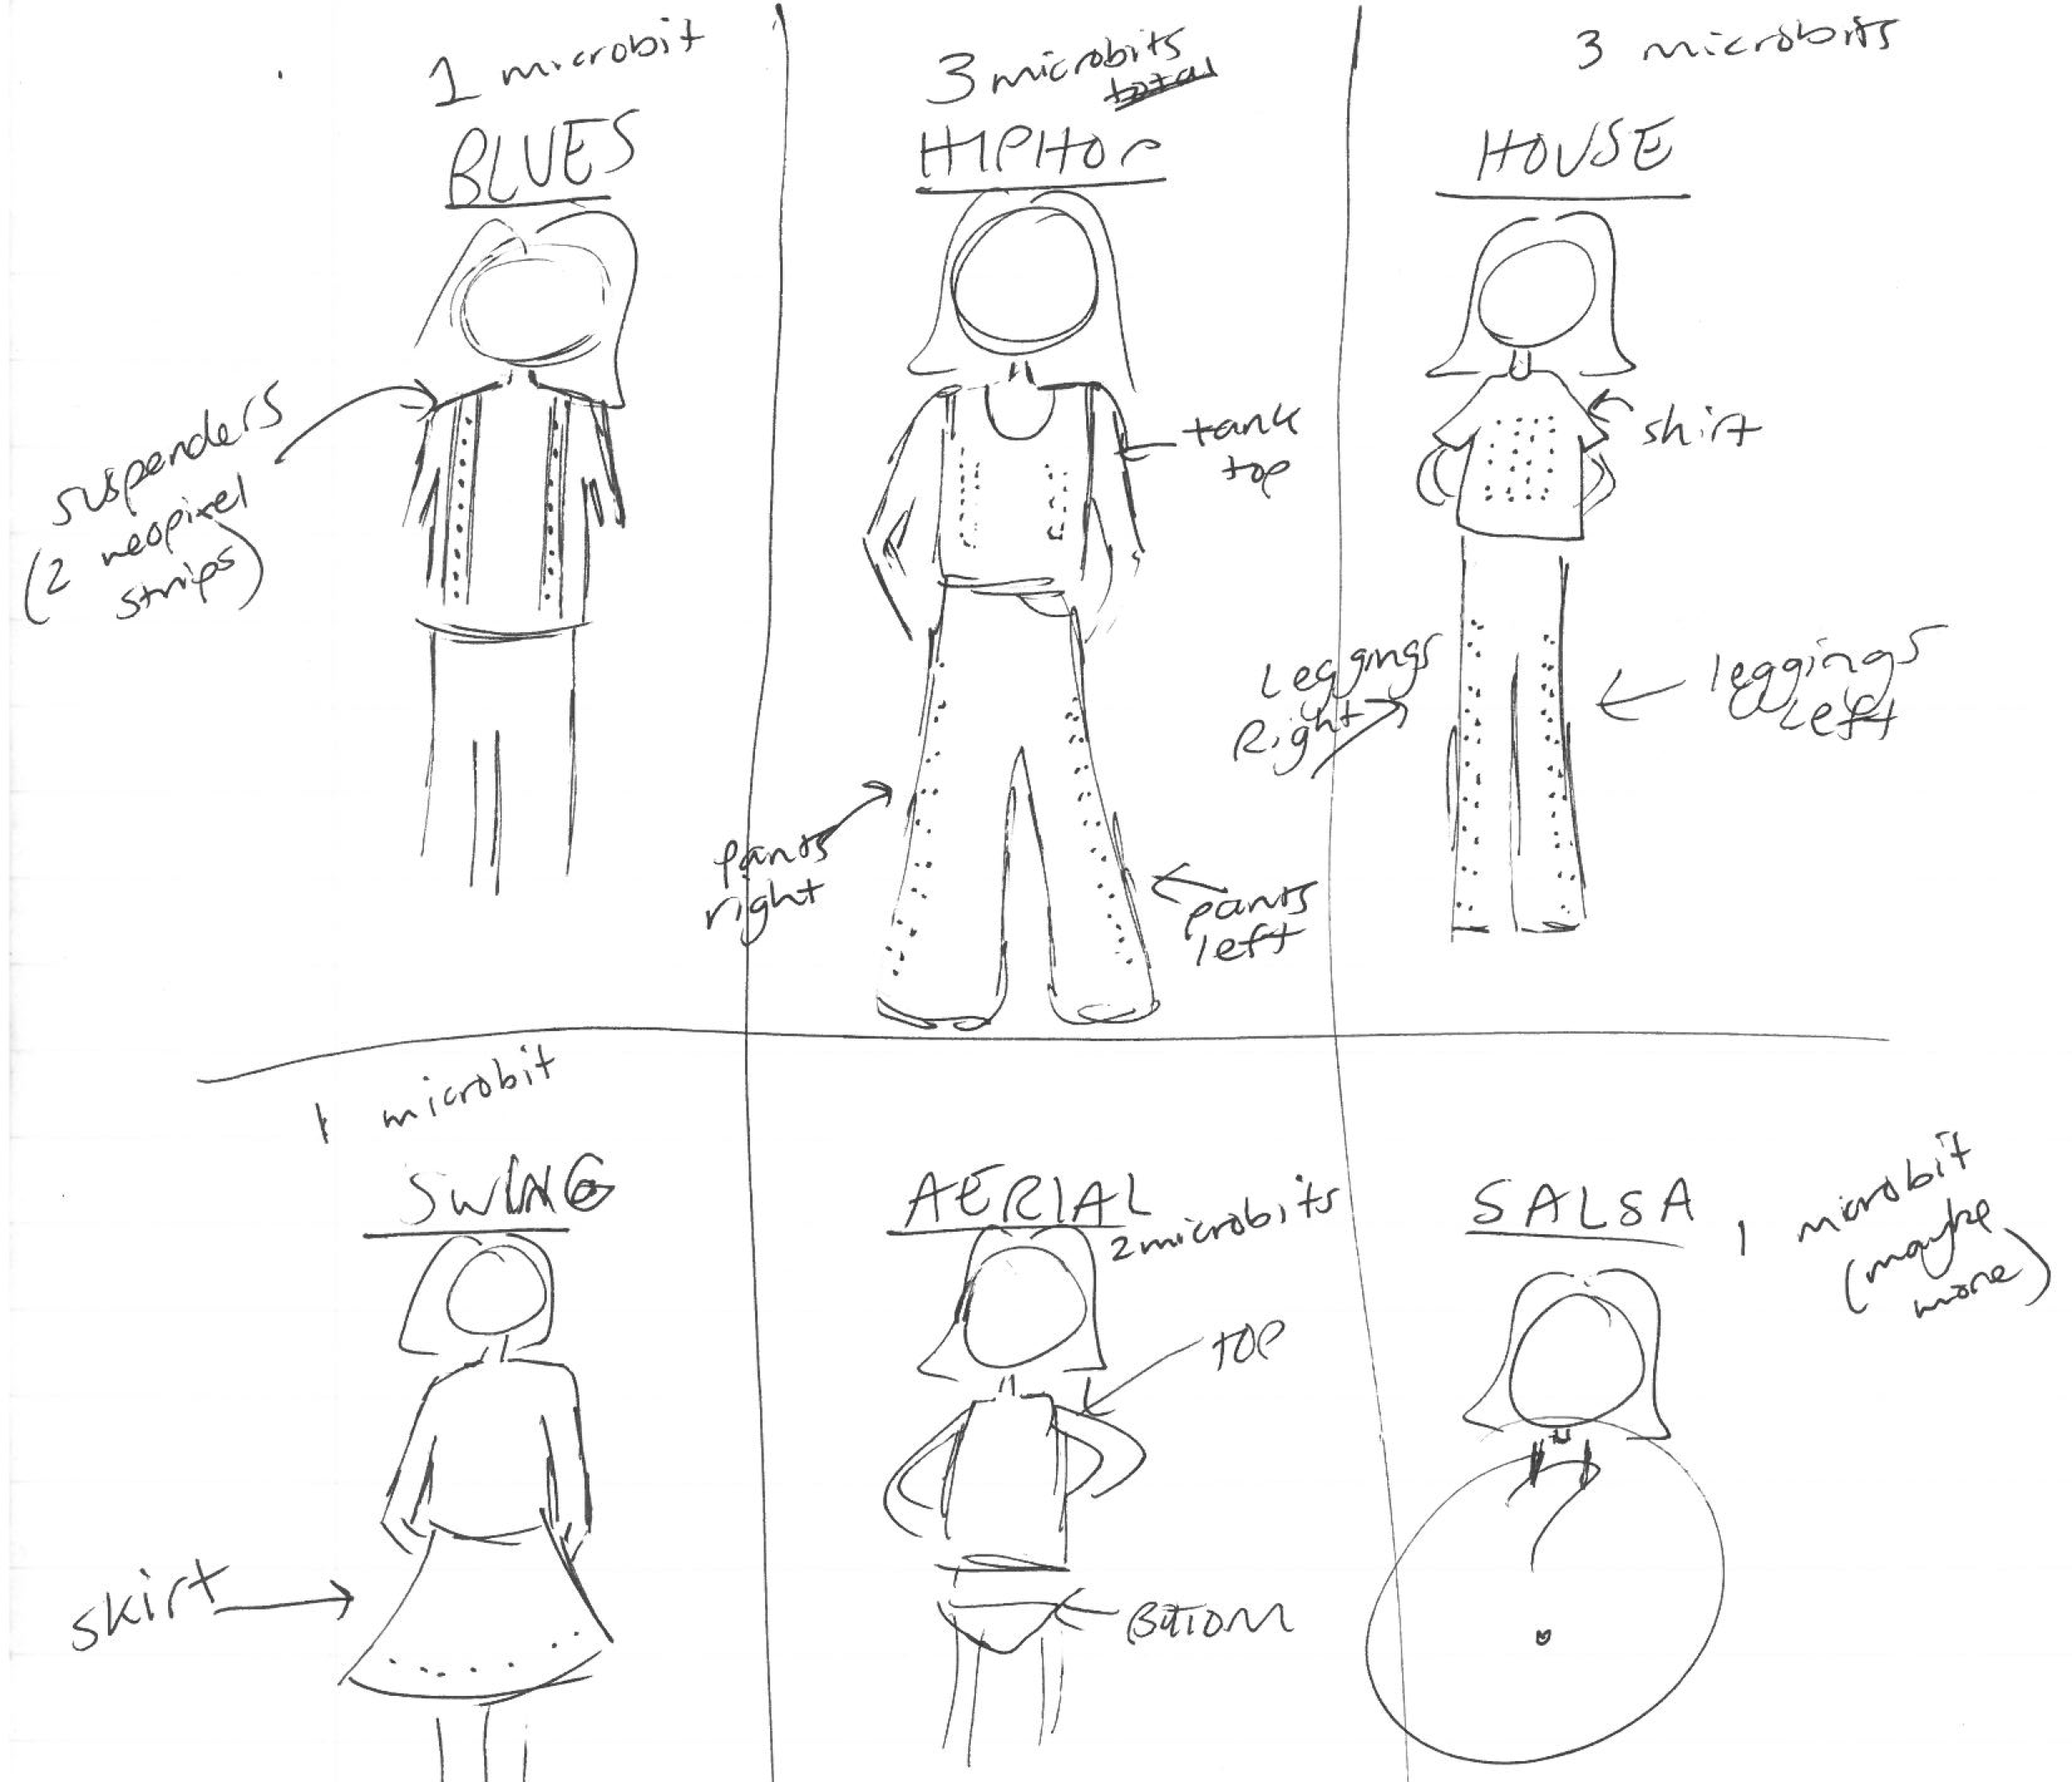 1 microbit
BLUES
suspenders
(2 neopixel
strips)
3 microbits
total
HIPHOP
tank
top
pants
right
pants
left
3 microbits
HOUSE
shirt
Leggings
Right
leggings
Left
1 microbit
SWING
skirt
AERIAL
2 microbits
TOP
BOTTOM
SALSA
1 microbit
(maybe
more)
?